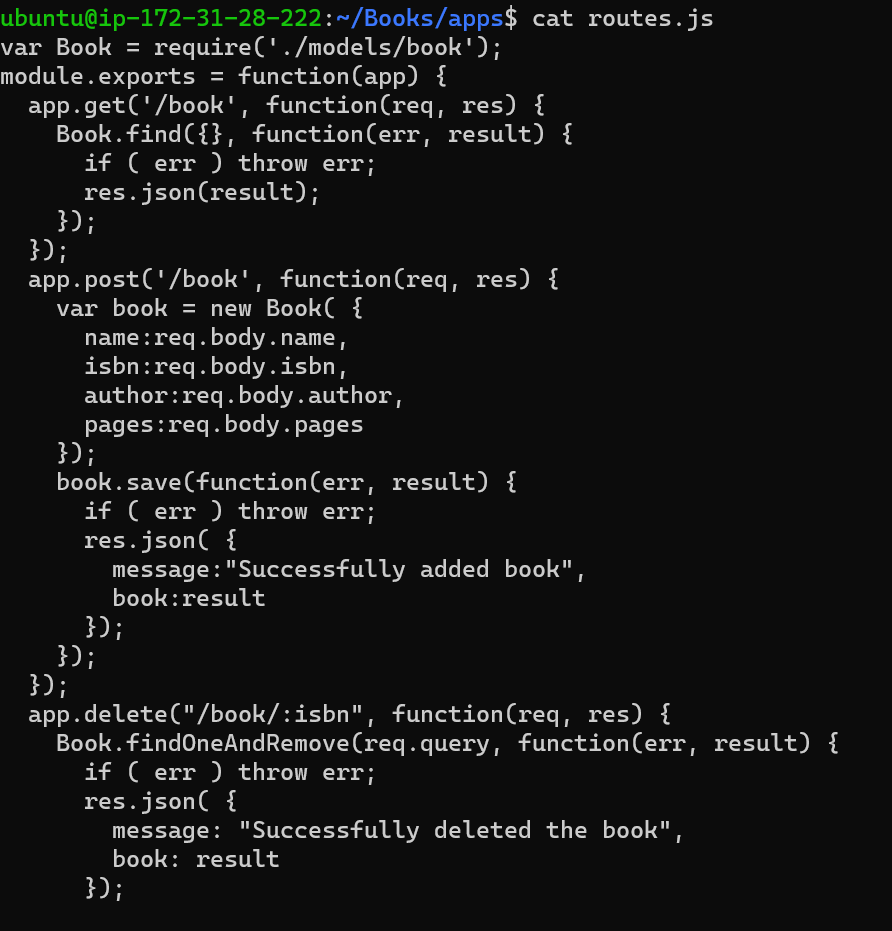 ubuntu@ip-172-31-28-222:~/Books/apps$ cat routes.js
var Book = require('./models/book');
module.exports = function(app) {
  app.get('/book', function(req, res) {
    Book.find({}, function(err, result) {
      if ( err ) throw err;
      res.json(result);
    });
  });
  app.post('/book', function(req, res) {
    var book = new Book( {
      name:req.body.name,
      isbn:req.body.isbn,
      author:req.body.author,
      pages:req.body.pages
    });
    book.save(function(err, result) {
      if ( err ) throw err;
      res.json( {
        message:"Successfully added book",
        book:result
      });
    });
  });
  app.delete("/book/:isbn", function(req, res) {
    Book.findOneAndRemove(req.query, function(err, result) {
      if ( err ) throw err;
      res.json( {
        message: "Successfully deleted the book",
        book: result
      });